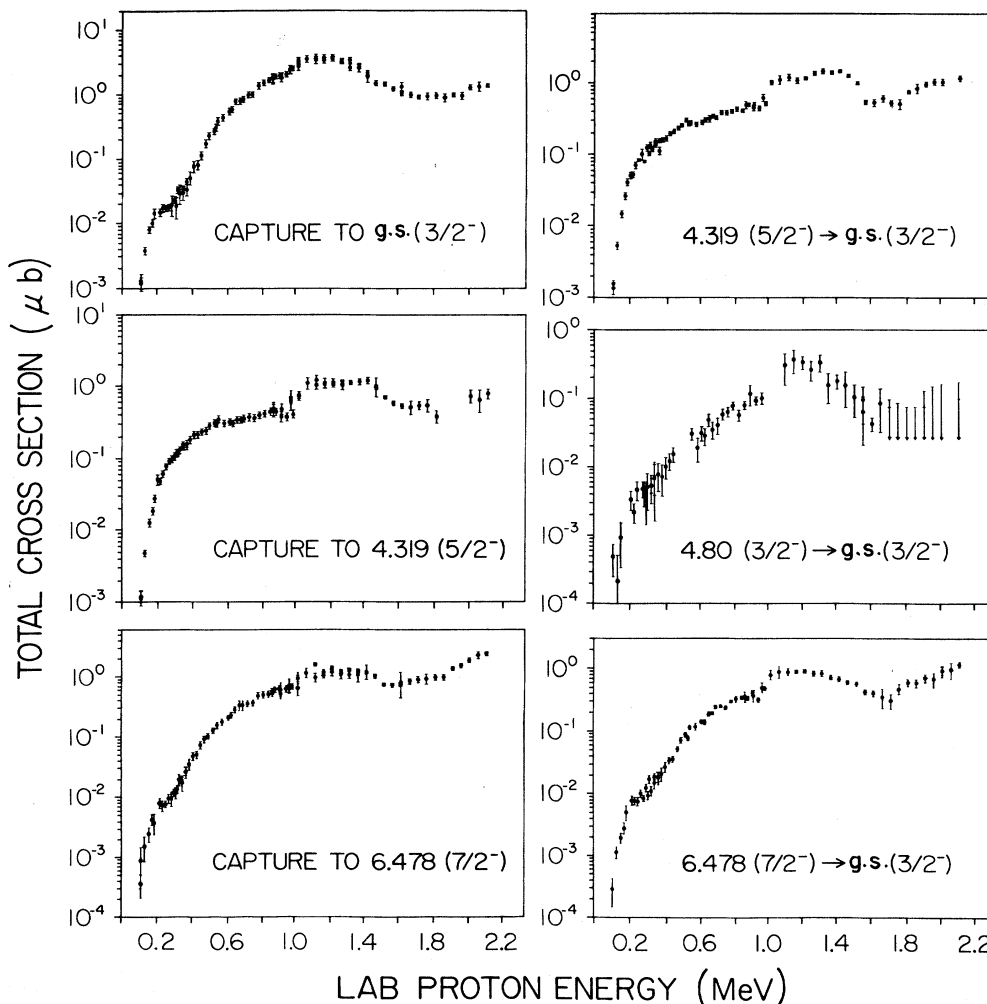 TOTAL CROSS SECTION (μb)
10¹
10⁰
10⁻¹
10⁻²
10⁻³
CAPTURE TO g.s.(3/2⁻)
10⁰
10⁻¹
10⁻²
10⁻³
4.319 (5/2⁻)→g.s.(3/2⁻)
10¹
10⁰
10⁻¹
10⁻²
10⁻³
CAPTURE TO 4.319 (5/2⁻)
10⁰
10⁻¹
10⁻²
10⁻³
10⁻⁴
4.80 (3/2⁻)→g.s.(3/2⁻)
10⁰
10⁻¹
10⁻²
10⁻³
10⁻⁴
CAPTURE TO 6.478 (7/2⁻)
10⁰
10⁻¹
10⁻²
10⁻³
10⁻⁴
6.478 (7/2⁻)→g.s.(3/2⁻)
0.2 0.6 1.0 1.4 1.8 2.2
0.2 0.6 1.0 1.4 1.8 2.2
LAB PROTON ENERGY (MeV)